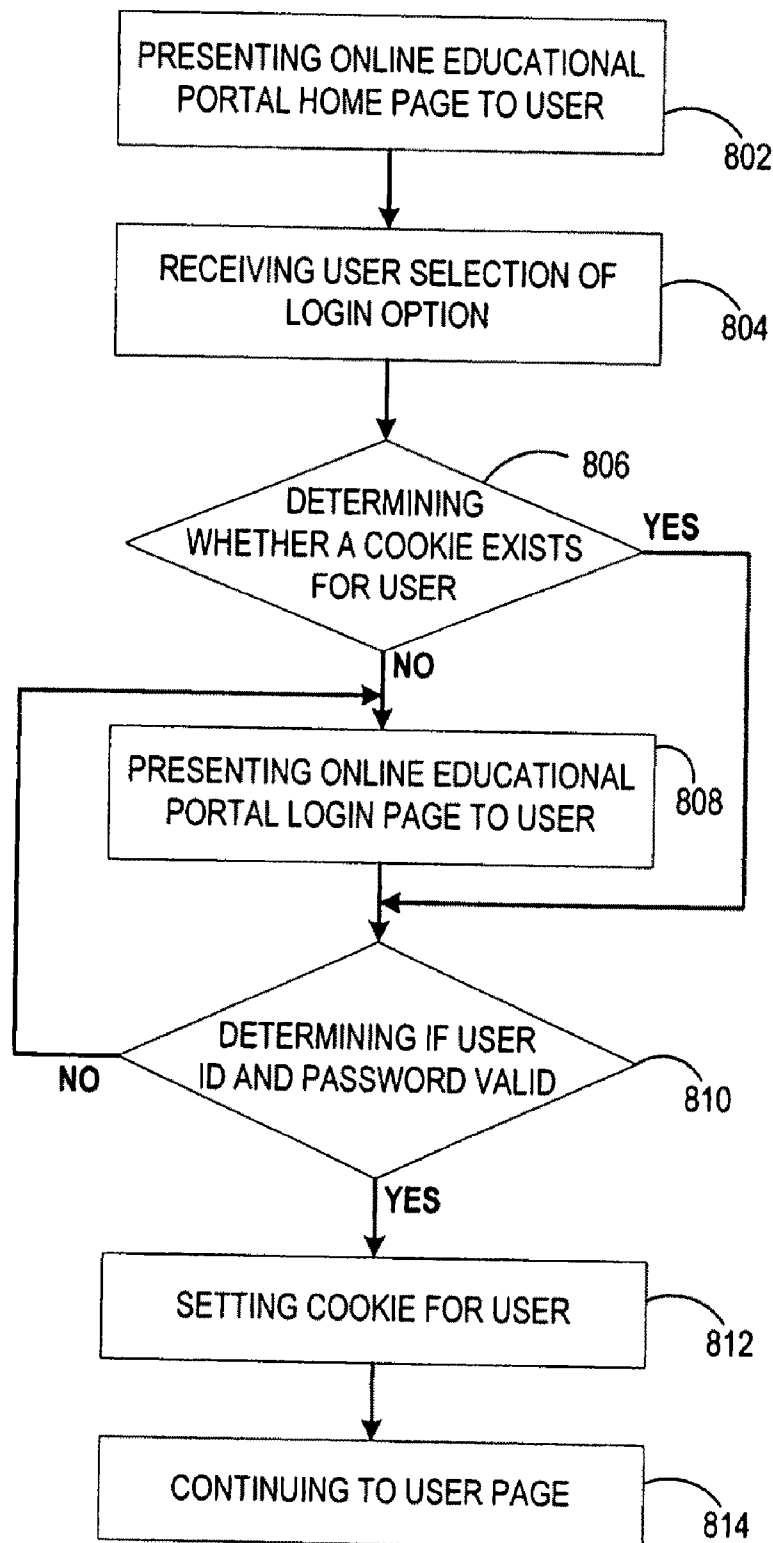 PRESENTING ONLINE EDUCATIONAL
PORTAL HOME PAGE TO USER
802
RECEIVING USER SELECTION OF
LOGIN OPTION
804
806
DETERMINING
WHETHER A COOKIE EXISTS
FOR USER
YES
NO
PRESENTING ONLINE EDUCATIONAL
PORTAL LOGIN PAGE TO USER
808
DETERMINING IF USER
ID AND PASSWORD VALID
NO
810
YES
SETTING COOKIE FOR USER
812
CONTINUING TO USER PAGE
814